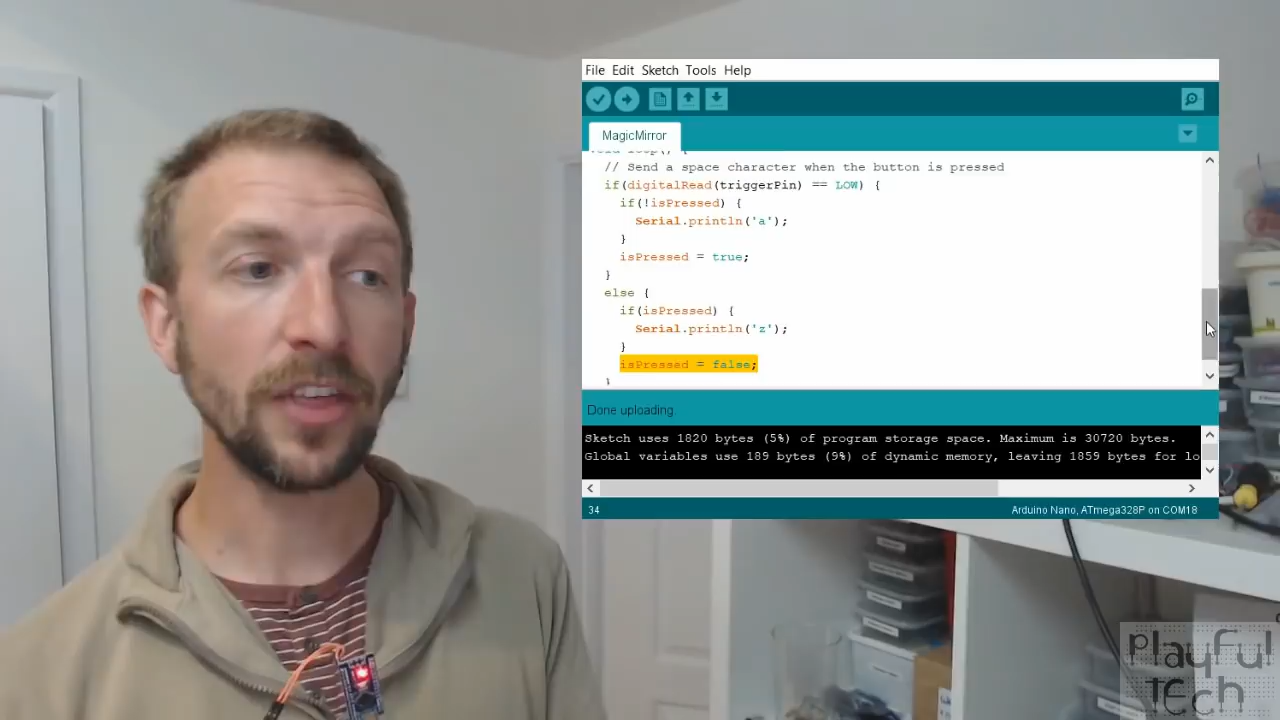 File Edit Sketch Tools Help
MagicMirror
void loop() {
// Send a space character when the button is pressed
if(digitalRead(triggerPin) == LOW) {
if(!isPressed) {
Serial.println('a');
}
isPressed = true;
}
else {
if(isPressed) {
Serial.println('z');
}
isPressed = false;
}
Done uploading
Sketch uses 1820 bytes (5%) of program storage space. Maximum is 30720 bytes.
Global variables use 189 bytes (9%) of dynamic memory, leaving 1859 bytes for lo
34
Arduino Nano, ATmega328P on COM18
Playful
tech